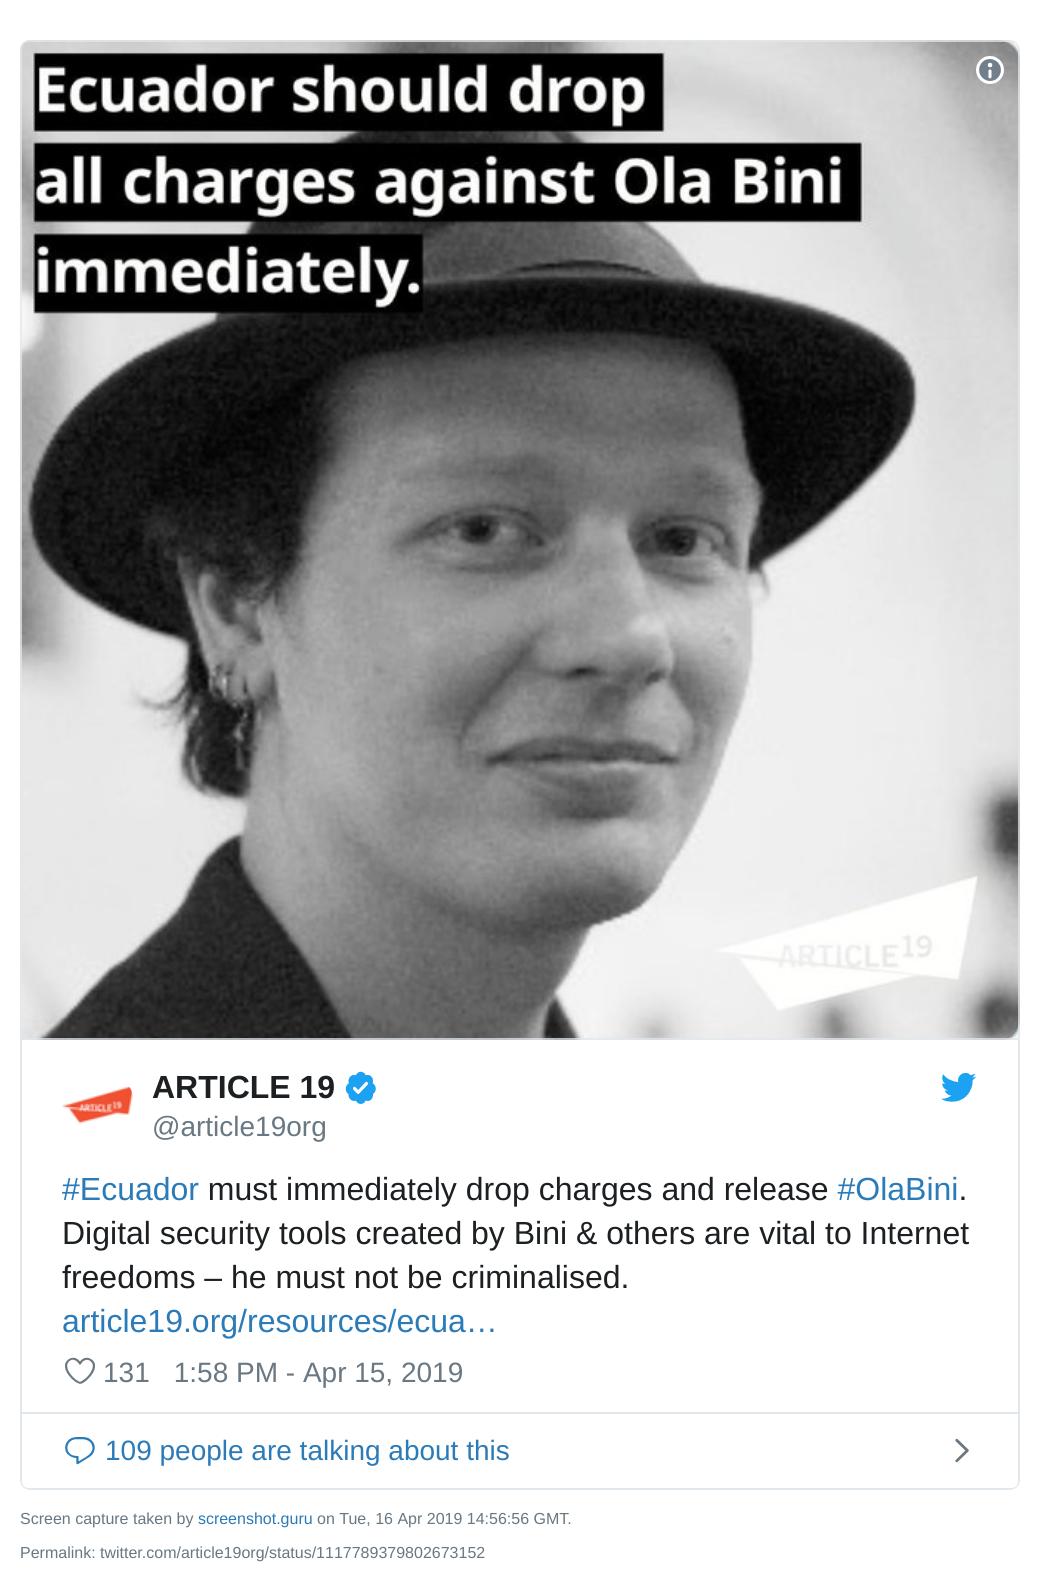 Ecuador should drop
all charges against Ola Bini
immediately.
ARTICLE19
ARTICLE19
ARTICLE 19
@article19org
#Ecuador must immediately drop charges and release #OlaBini.
Digital security tools created by Bini & others are vital to Internet
freedoms – he must not be criminalised.
article19.org/resources/ecua…
131 1:58 PM - Apr 15, 2019
109 people are talking about this
Screen capture taken by screenshot.guru on Tue, 16 Apr 2019 14:56:56 GMT.
Permalink: twitter.com/article19org/status/1117789379802673152